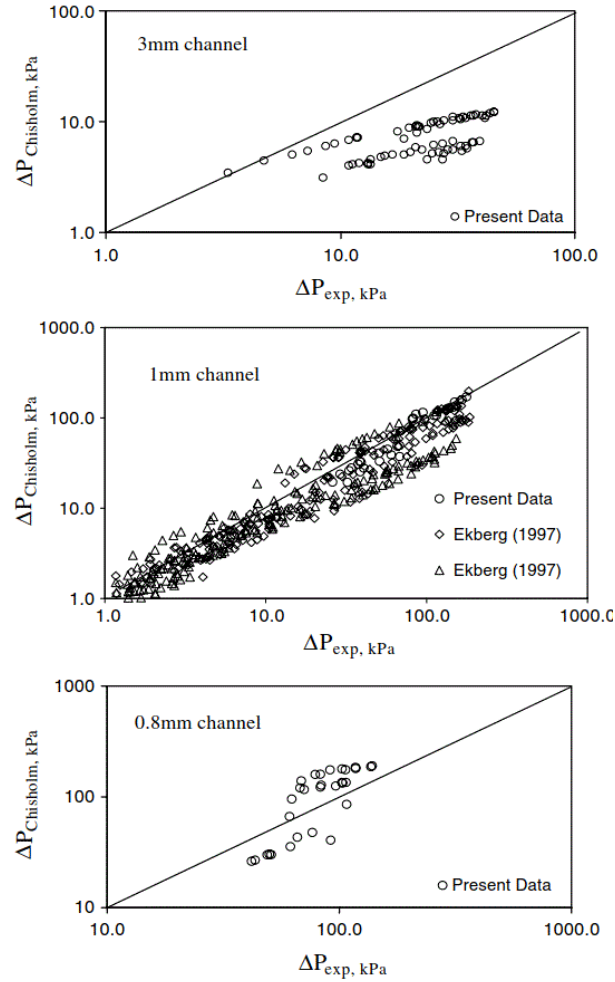 100.0
3mm channel
ΔP Chisholm, kPa
10.0
Present Data
1.0
1.0 10.0 100.0
ΔPexp, kPa
1000.0
1mm channel
ΔPChisholm, kPa
100.0
10.0
Present Data
Ekberg (1997)
Ekberg (1997)
1.0
1.0 10.0 100.0 1000.0
ΔPexp, kPa
1000
0.8mm channel
ΔPChisholm, kPa
100
Present Data
10
10.0 100.0 1000.0
ΔPexp, kPa